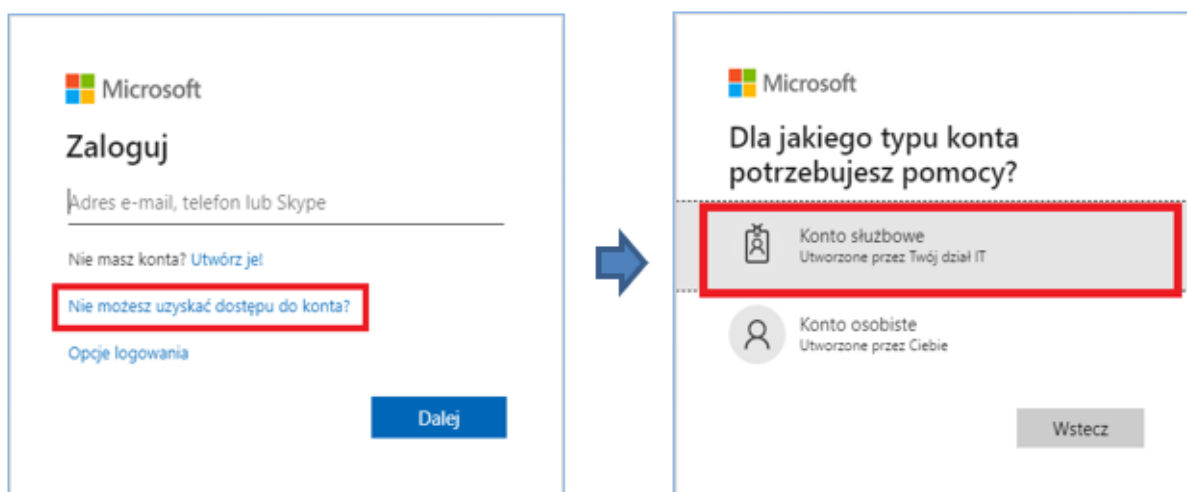 Microsoft
Zaloguj
Adres e-mail, telefon lub Skype
Nie masz konta? Utwórz je!
Nie możesz uzyskać dostępu do konta?
Opcje logowania
Dalej
Microsoft
Dla jakiego typu konta
potrzebujesz pomocy?
Konto służbowe
Utworzone przez Twój dział IT
Konto osobiste
Utworzone przez Ciebie
Wstecz